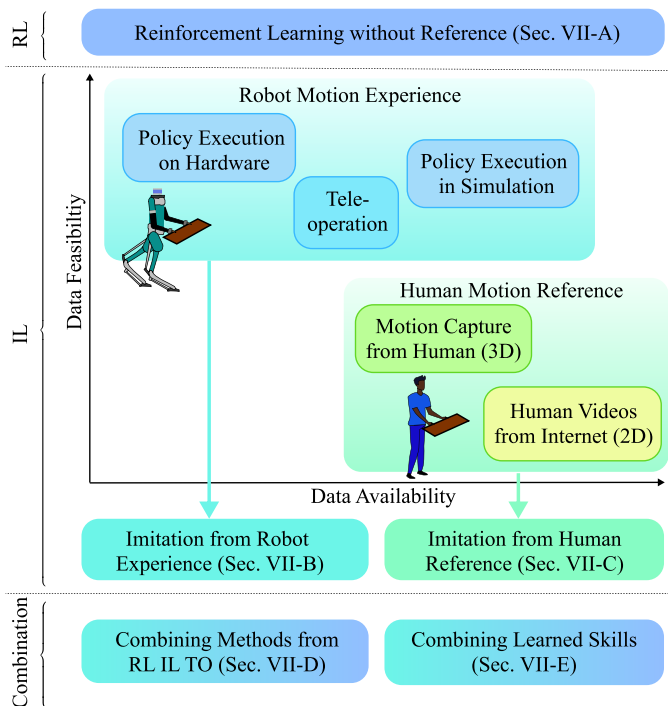 RL
Reinforcement Learning without Reference (Sec. VII-A)
IL
Data Feasibiltiy
Robot Motion Experience
Policy Execution
on Hardware
Tele-
operation
Policy Execution
in Simulation
Human Motion Reference
Motion Capture
from Human (3D)
Human Videos
from Internet (2D)
Data Availability
Imitation from Robot
Experience (Sec. VII-B)
Imitation from Human
Reference (Sec. VII-C)
Combination
Combining Methods from
RL IL TO (Sec. VII-D)
Combining Learned Skills
(Sec. VII-E)